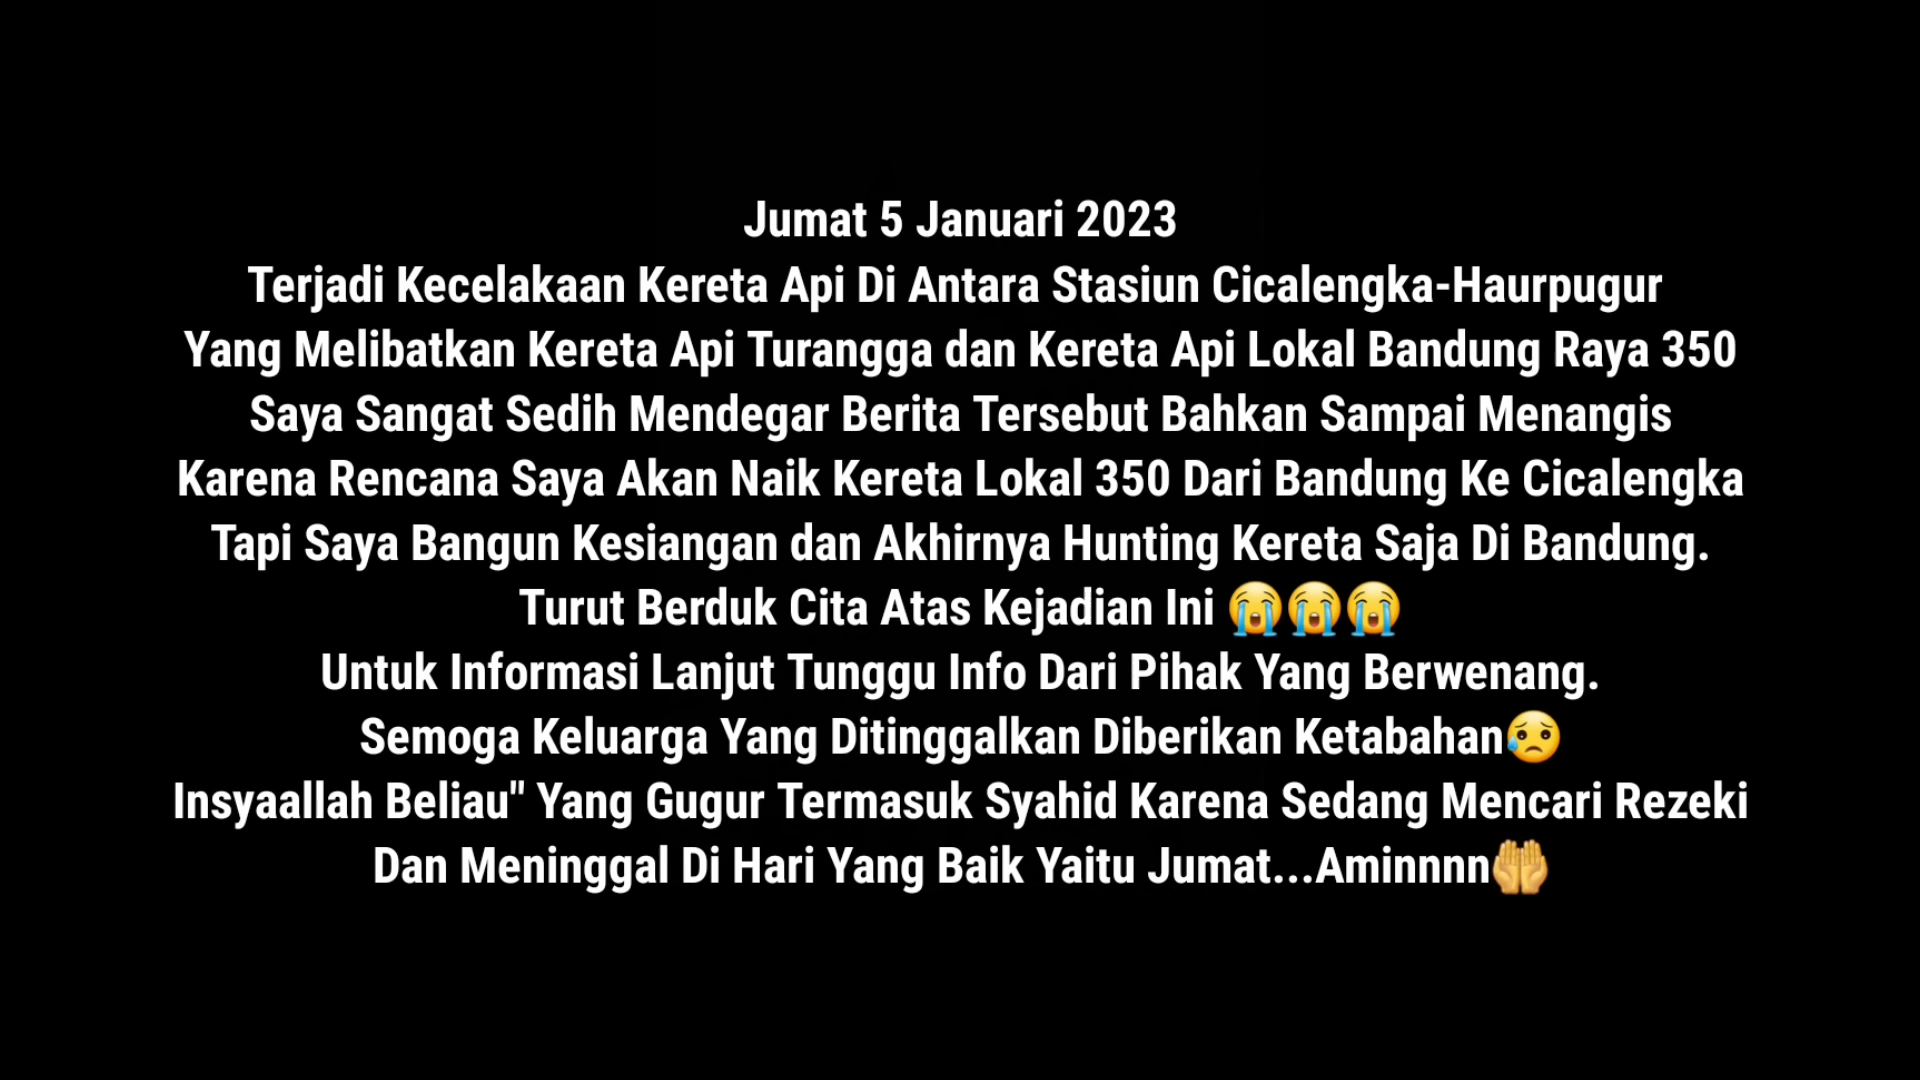 Jumat 5 Januari 2023
Terjadi Kecelakaan Kereta Api Di Antara Stasiun Cicalengka-Haurpugur
Yang Melibatkan Kereta Api Turangga dan Kereta Api Lokal Bandung Raya 350
Saya Sangat Sedih Mendegar Berita Tersebut Bahkan Sampai Menangis
Karena Rencana Saya Akan Naik Kereta Lokal 350 Dari Bandung Ke Cicalengka
Tapi Saya Bangun Kesiangan dan Akhirnya Hunting Kereta Saja Di Bandung.
Turut Berduk Cita Atas Kejadian Ini 😭😭😭
Untuk Informasi Lanjut Tunggu Info Dari Pihak Yang Berwenang.
Semoga Keluarga Yang Ditinggalkan Diberikan Ketabahan😥
Insyaallah Beliau" Yang Gugur Termasuk Syahid Karena Sedang Mencari Rezeki
Dan Meninggal Di Hari Yang Baik Yaitu Jumat...Aminnnn🤲